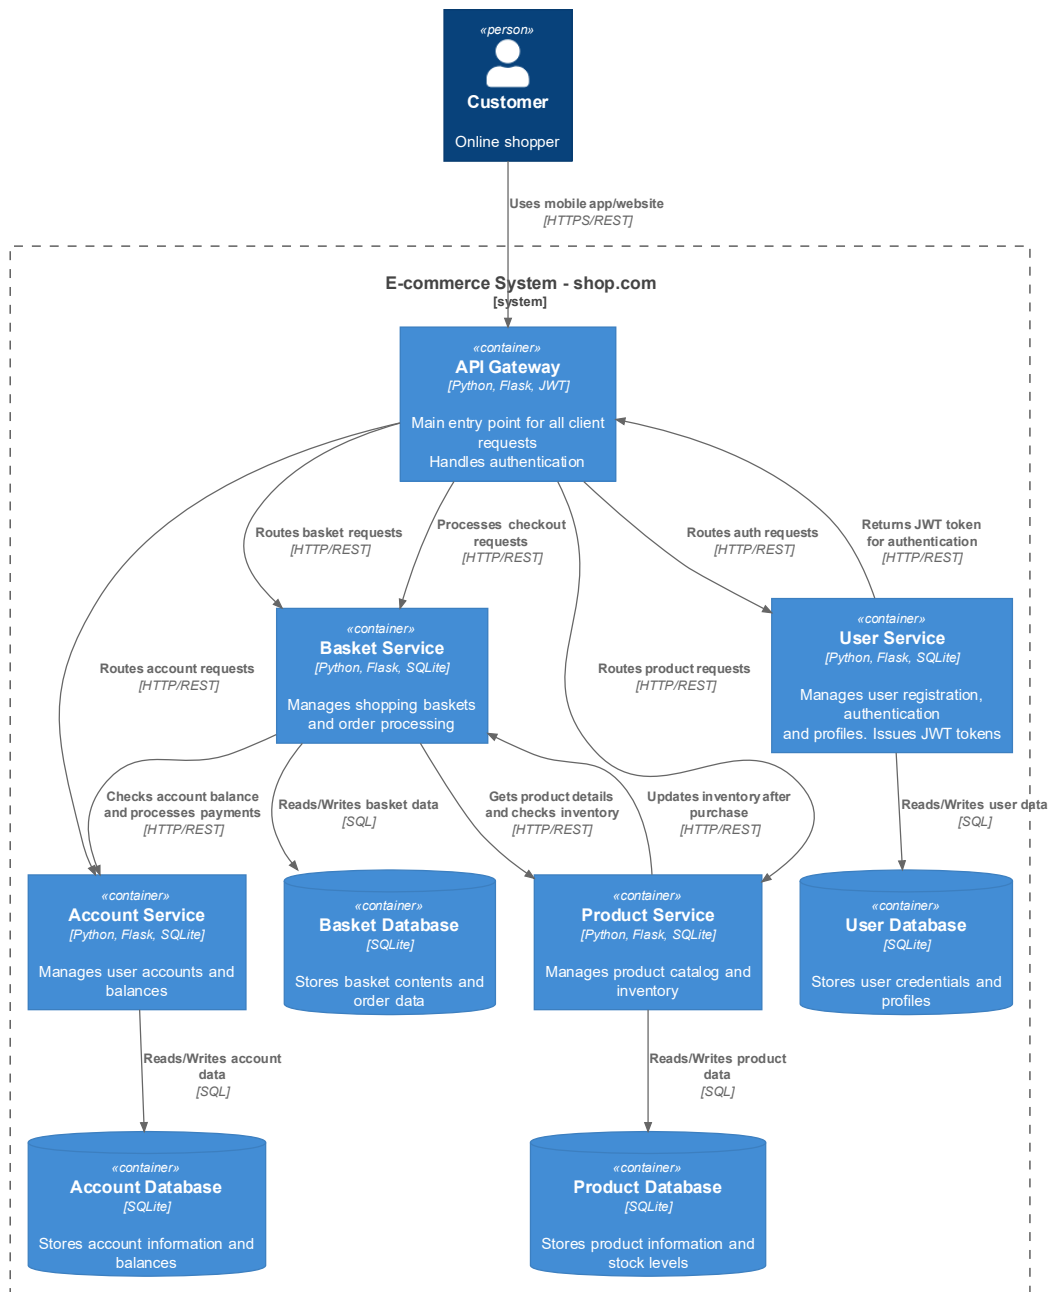 «person»
Customer
Online shopper
Uses mobile app/website
[HTTPS/REST]
E-commerce System - shop.com
[system]
«container»
API Gateway
[Python, Flask, JWT]
Main entry point for all client
requests
Handles authentication
Routes basket requests
[HTTP/REST]
Processes checkout
requests
[HTTP/REST]
Routes auth requests
[HTTP/REST]
Returns JWT token
for authentication
[HTTP/REST]
«container»
Basket Service
[Python, Flask, SQLite]
Manages shopping baskets
and order processing
«container»
User Service
[Python, Flask, SQLite]
Manages user registration,
authentication
and profiles. Issues JWT tokens
Routes account requests
[HTTP/REST]
Routes product requests
[HTTP/REST]
Checks account balance
and processes payments
[HTTP/REST]
Reads/Writes basket data
[SQL]
Gets product details
and checks inventory
[HTTP/REST]
Updates inventory after
purchase
[HTTP/REST]
Reads/Writes user data
[SQL]
«container»
Account Service
[Python, Flask, SQLite]
Manages user accounts and
balances
«container»
Basket Database
[SQLite]
Stores basket contents and
order data
«container»
Product Service
[Python, Flask, SQLite]
Manages product catalog and
inventory
«container»
User Database
[SQLite]
Stores user credentials and
profiles
Reads/Writes account
data
[SQL]
Reads/Writes product
data
[SQL]
«container»
Account Database
[SQLite]
Stores account information and
balances
«container»
Product Database
[SQLite]
Stores product information and
stock levels